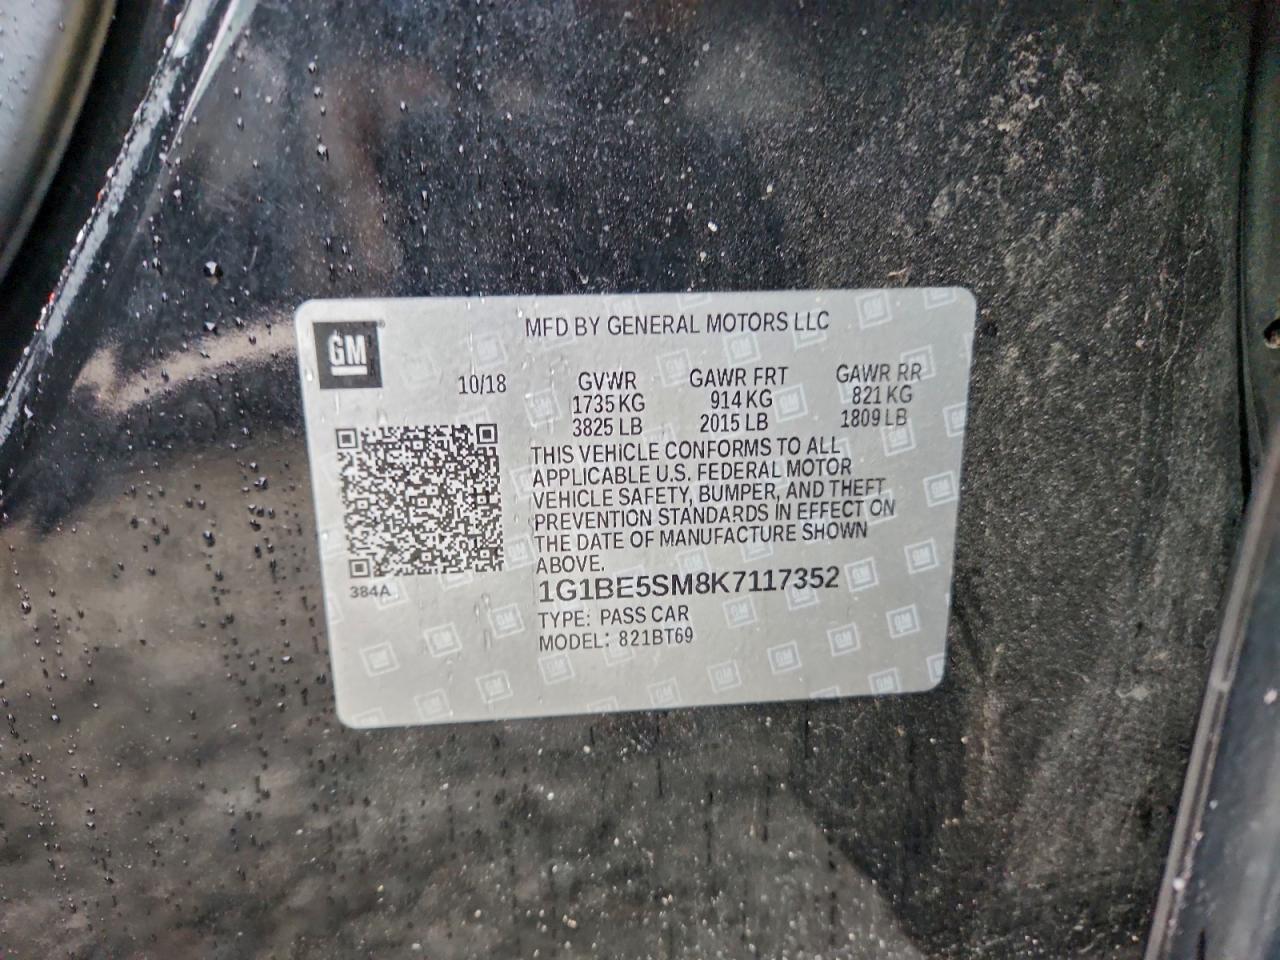 GM
MFD BY GENERAL MOTORS LLC
10/18 GVWR GAWR FRT GAWR RR
1735 KG 914 KG 821 KG
3825 LB 2015 LB 1809 LB
THIS VEHICLE CONFORMS TO ALL
APPLICABLE U.S. FEDERAL MOTOR
VEHICLE SAFETY, BUMPER, AND THEFT
PREVENTION STANDARDS IN EFFECT ON
THE DATE OF MANUFACTURE SHOWN
ABOVE.
384A
1G1BE5SM8K7117352
TYPE: PASS CAR
MODEL: 821BT69